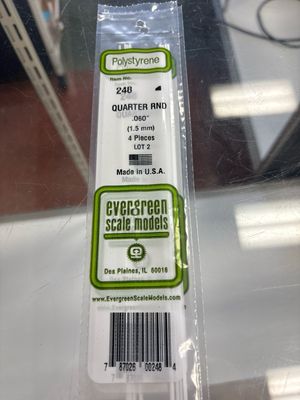 Polystyrene
Item No.
248
QUARTER RND
.060"
(1.5 mm)
4 Pieces
LOT 2
Made in U.S.A.
evergreen
scale models
Des Plaines, IL 60018
www.EvergreenScaleModels.com
7 87026 00248 4